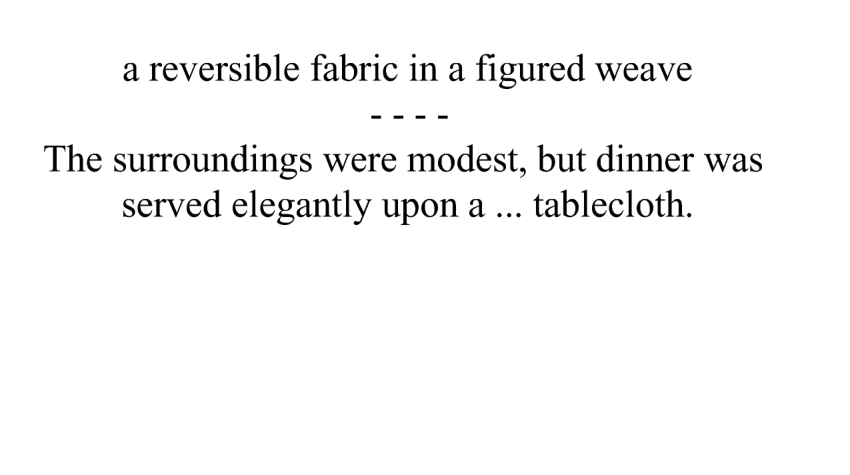 a reversible fabric in a figured weave
- - - -
The surroundings were modest, but dinner was
served elegantly upon a ... tablecloth.